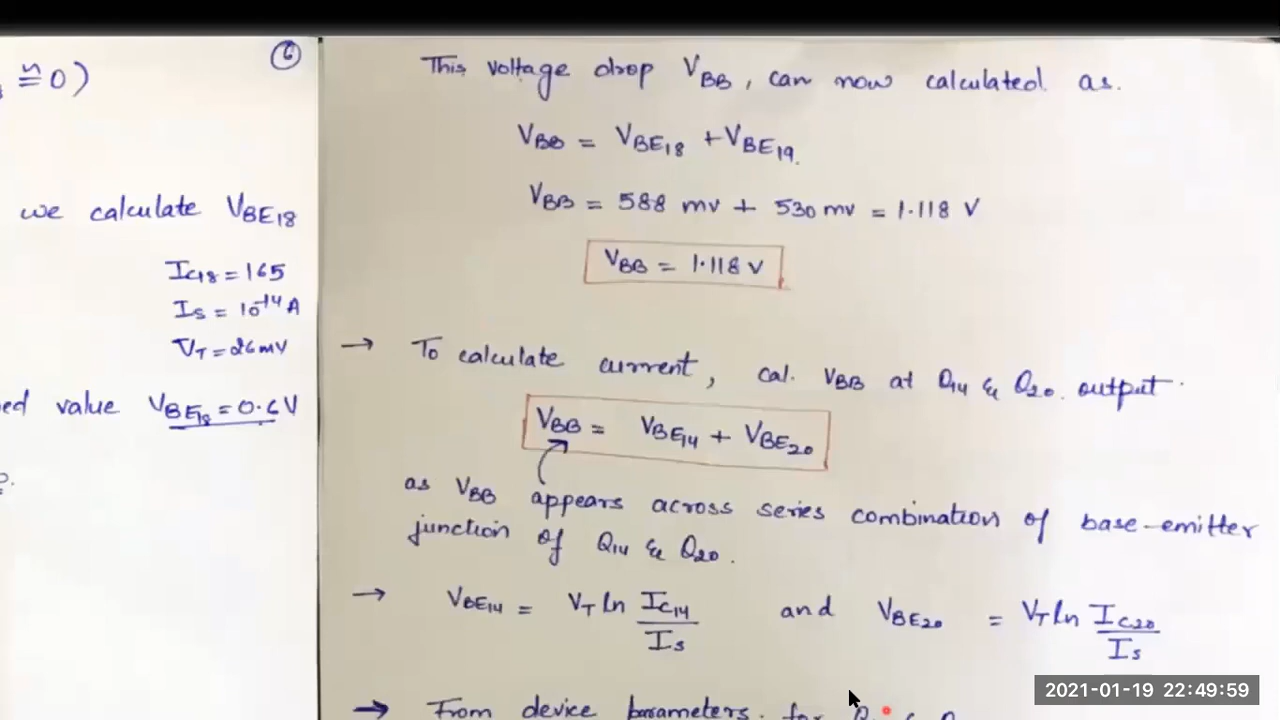 6
≅ 0)
we calculate VBE18
IC18 = 165
IS = 10^-14 A
VT = 26 mV
value VBE18 = 0.6 V
This voltage drop VBB, can now calculated as.
VBB = VBE18 + VBE19.
VBB = 588 mv + 530 mv = 1.118 V
VBB = 1.118 V
→ To calculate current, cal. VBB at Q14 & Q20. output.
VBB = VBE14 + VBE20
as VBB appears across series combination of base-emitter
junction of Q14 & Q20.
→ VBE14 = VT ln IC14/IS and VBE20 = VT ln IC20/IS
→ From device parameters. for
2021-01-19 22:49:59